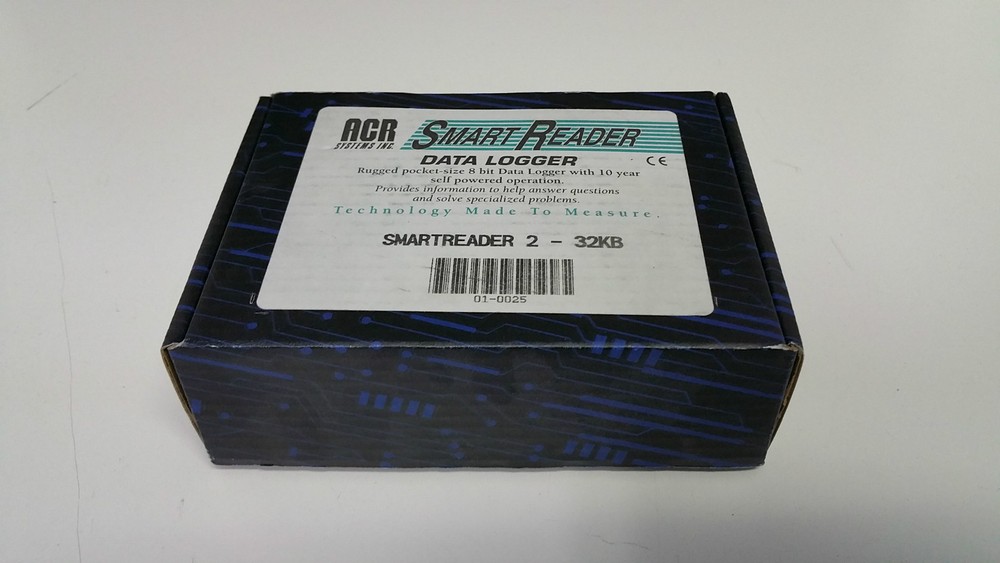 ACR SYSTEMS INC.
SMART READER
DATA LOGGER CE
Rugged pocket-size 8 bit Data Logger with 10 year
self powered operation.
Provides information to help answer questions
and solve specialized problems.
Technology Made To Measure.
SMARTREADER 2 - 32KB
01-0025